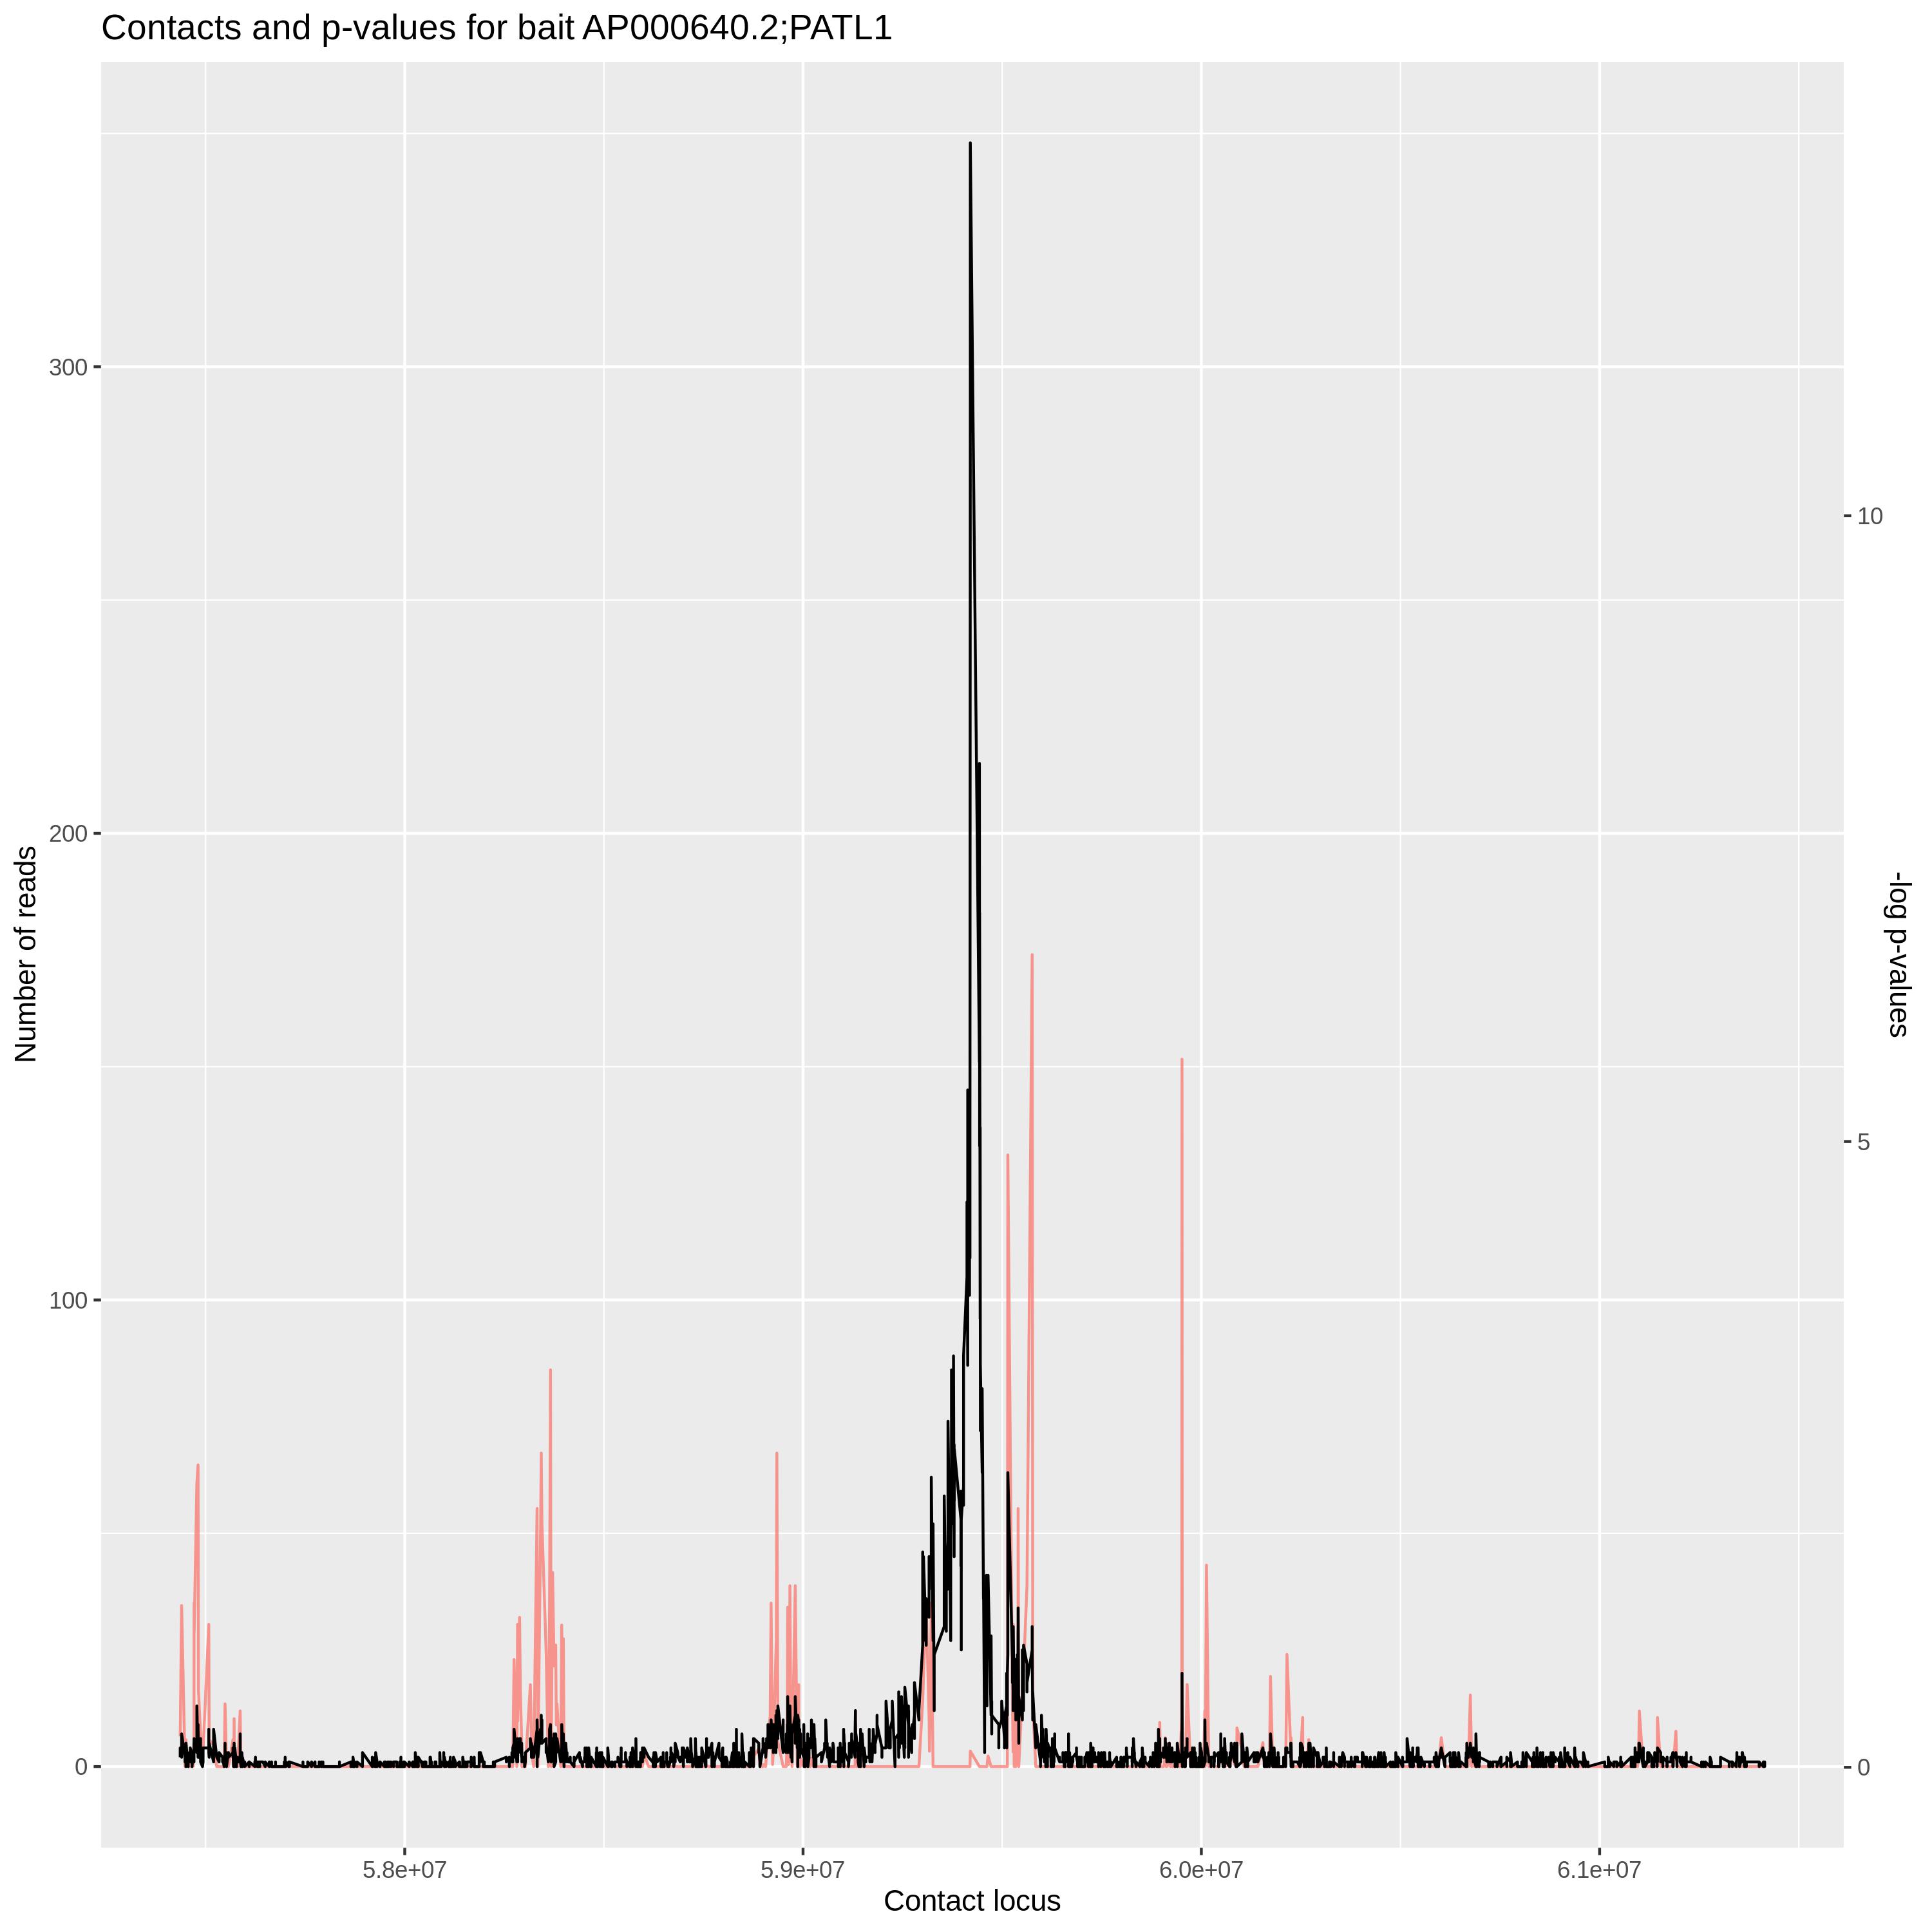 Contacts and p-values for bait AP000640.2;PATL1
300
200
100
0
Number of reads
10
5
0
-log p-values
5.8e+07
5.9e+07
6.0e+07
6.1e+07
Contact locus